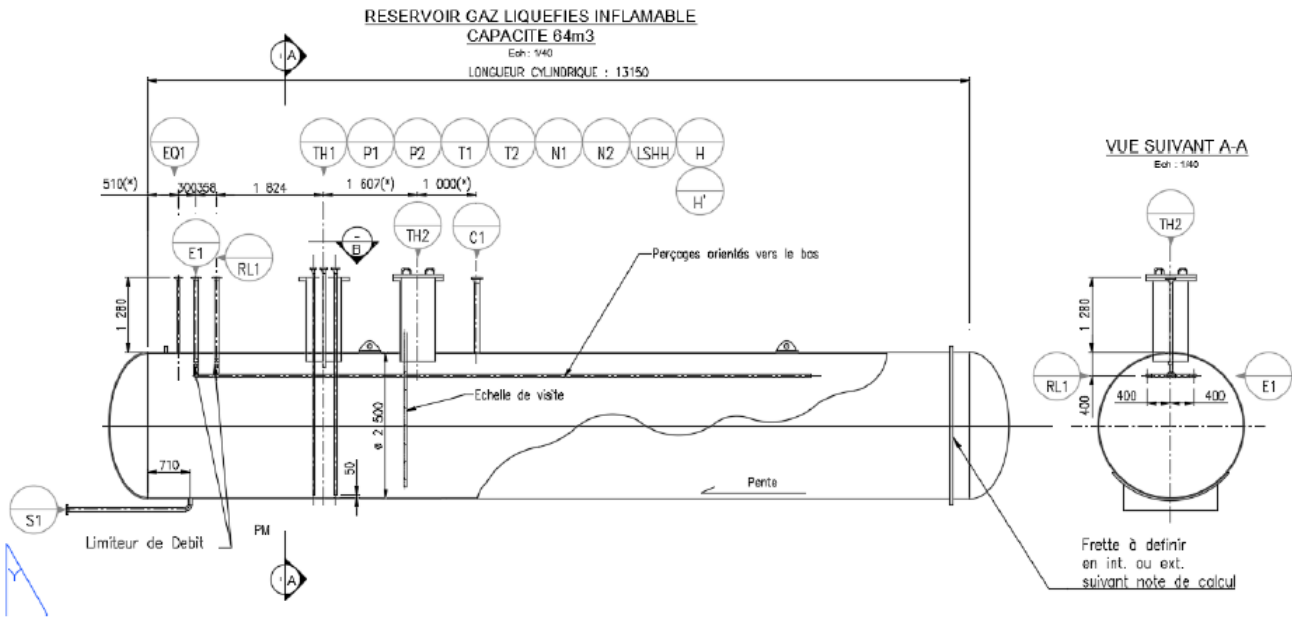 RESERVOIR GAZ LIQUEFIES INFLAMABLE
CAPACITE 64m3
Ech: 1/40
LONGUEUR CYLINDRIQUE : 13150
A
EQ1
TH1
P1
P2
T1
T2
N1
N2
LSHH
H
H'
VUE SUIVANT A-A
Ech : 1/40
510(*)
300
358
1 824
1 607(*)
1 000(*)
E1
RL1
B
TH2
C1
TH2
Perçages orientés vers le bas
1 280
1 280
Echelle de visite
ø 2 500
RL1
E1
400
400
400
710
50
Pente
S1
Limiteur de Debit
PM
A
Frette à definir
en int. ou ext.
suivant note de calcul
Y